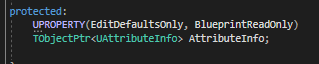 protected:
UPROPERTY(EditDefaultsOnly, BlueprintReadOnly)
TObjectPtr<UAttributeInfo> AttributeInfo;